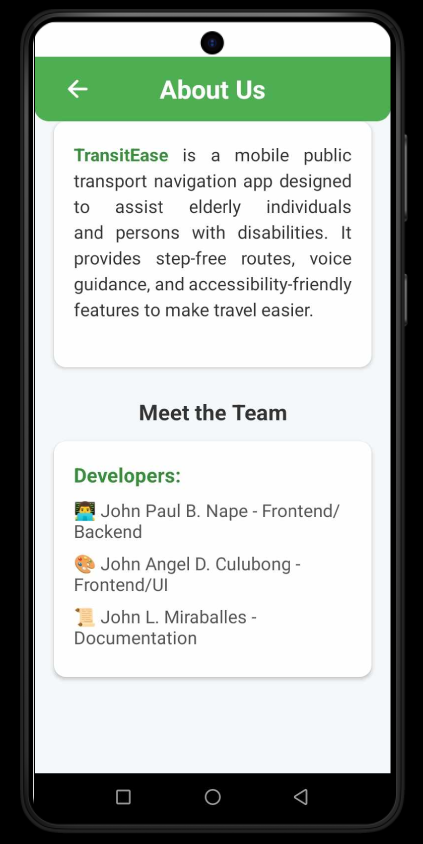 About Us
TransitEase is a mobile public
transport navigation app designed
to assist elderly individuals
and persons with disabilities. It
provides step-free routes, voice
guidance, and accessibility-friendly
features to make travel easier.
Meet the Team
Developers:
John Paul B. Nape - Frontend/
Backend
John Angel D. Culubong -
Frontend/UI
John L. Miraballes -
Documentation